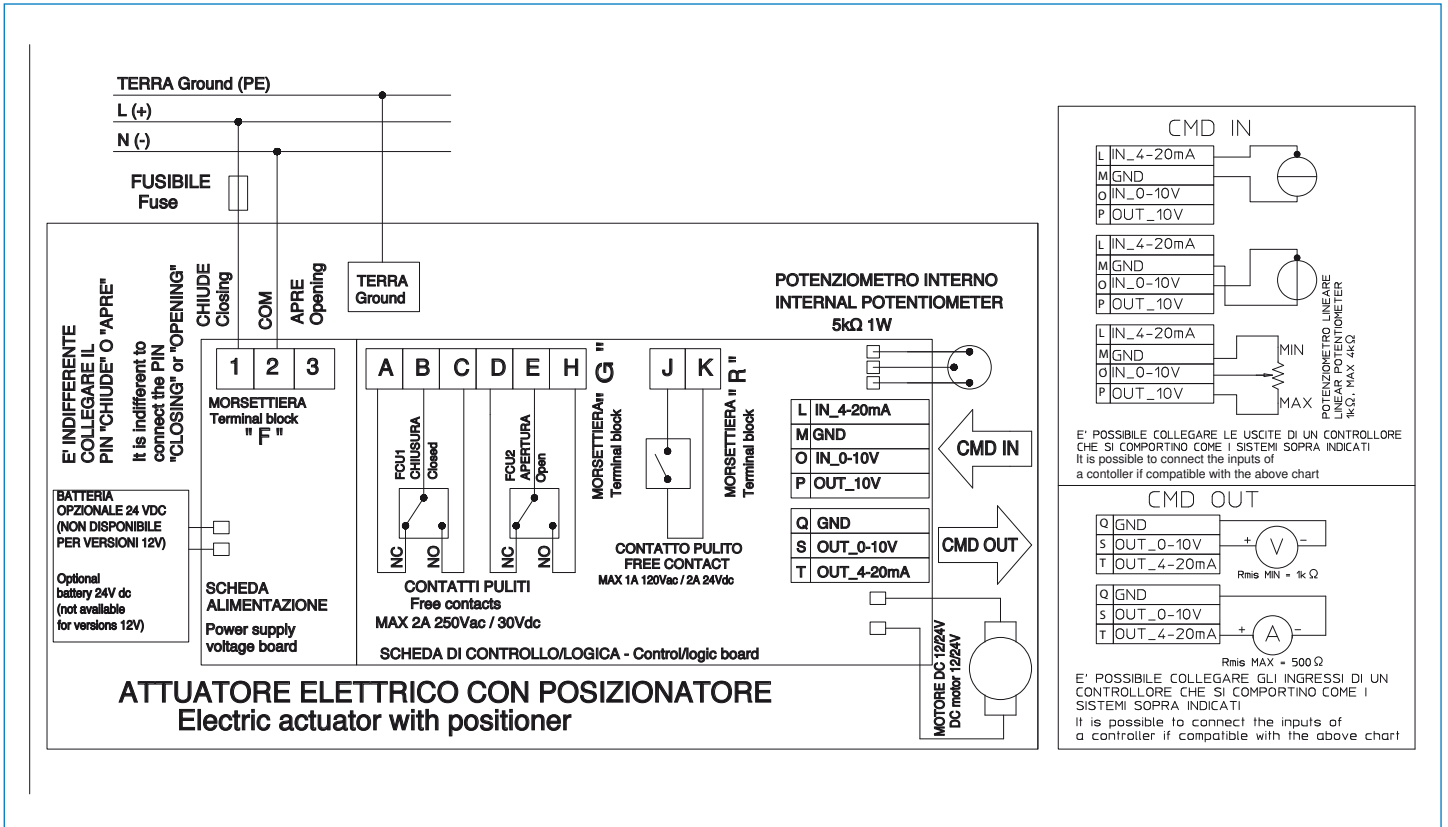 TERRA Ground (PE)
L (+)
N (-)
FUSIBILE
Fuse
E' INDIFFERENTE
COLLEGARE IL
PIN "CHIUDE" O "APRE"
It is indifferent to
connect the PIN
"CLOSING" or "OPENING"
CHIUDE
Closing
COM
APRE
Opening
TERRA
Ground
1 2 3
MORSETTIERA
Terminal block
" F "
BATTERIA
OPZIONALE 24 VDC
(NON DISPONIBILE
PER VERSIONI 12V)
Optional
battery 24V dc
(not available
for versions 12V)
SCHEDA
ALIMENTAZIONE
Power supply
voltage board
A B C D E H
MORSETTIERA" G "
Terminal block
FCU1
CHIUSURA
Closed
FCU2
APERTURA
Open
NC
NO
NC
NO
CONTATTI PULITI
Free contacts
MAX 2A 250Vac / 30Vdc
J K
MORSETTIERA " R "
Terminal block
CONTATTO PULITO
FREE CONTACT
MAX 1A 120Vac / 2A 24Vdc
SCHEDA DI CONTROLLO/LOGICA - Control/logic board
POTENZIOMETRO INTERNO
INTERNAL POTENTIOMETER
5kΩ 1W
L IN_4-20mA
M GND
O IN_0-10V
P OUT_10V
CMD IN
Q GND
S OUT_0-10V
T OUT_4-20mA
CMD OUT
MOTORE DC 12/24V
DC motor 12/24V
ATTUATORE ELETTRICO CON POSIZIONATORE
Electric actuator with positioner
CMD IN
L IN_4-20mA
M GND
O IN_0-10V
P OUT_10V
L IN_4-20mA
M GND
O IN_0-10V
P OUT_10V
L IN_4-20mA
M GND
O IN_0-10V
P OUT_10V
MIN
MAX
POTENZIOMETRO LINEARE
LINEAR POTENTIOMETER
1kΩ, MAX 4kΩ
E' POSSIBILE COLLEGARE LE USCITE DI UN CONTROLLORE
CHE SI COMPORTINO COME I SISTEMI SOPRA INDICATI
It is possible to connect the inputs of
a contoller if compatible with the above chart
CMD OUT
Q GND
S OUT_0-10V
T OUT_4-20mA
+ V -
Rmis MIN = 1k Ω
Q GND
S OUT_0-10V
T OUT_4-20mA
+ A -
Rmis MAX = 500 Ω
E' POSSIBILE COLLEGARE GLI INGRESSI DI UN
CONTROLLORE CHE SI COMPORTINO COME I
SISTEMI SOPRA INDICATI
It is possible to connect the inputs of
a controller if compatible with the above chart